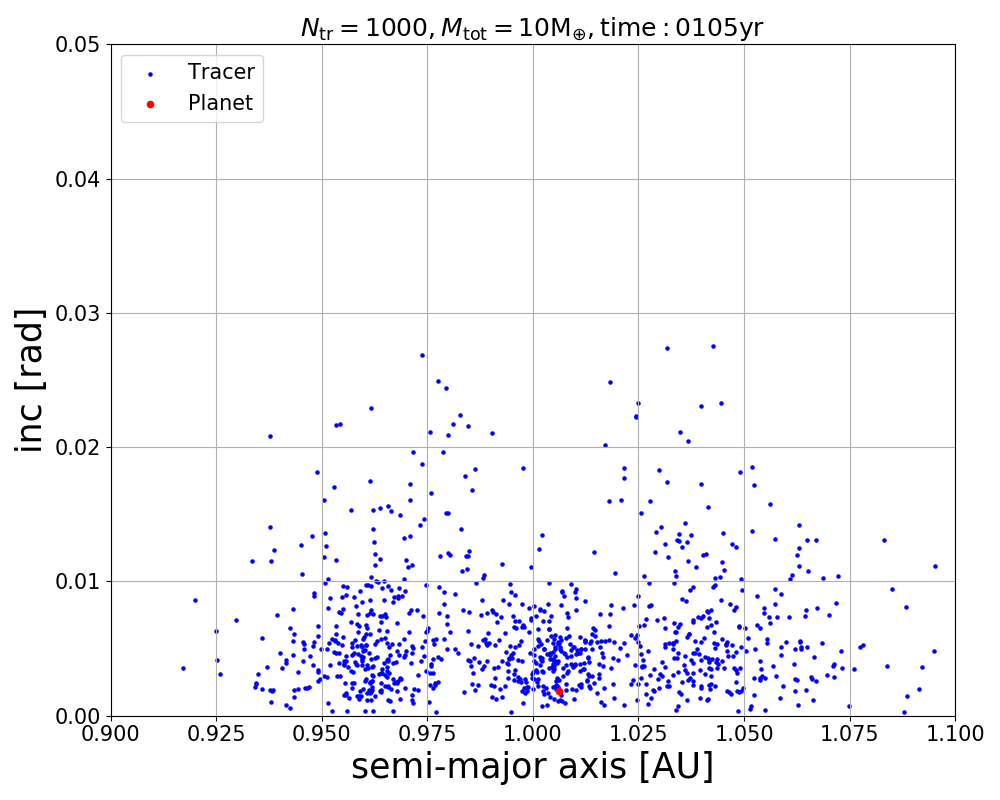 N_tr = 1000, M_tot = 10M_⊕, time : 0105yr
0.05
Tracer
Planet
0.04
0.03
inc [rad]
0.02
0.01
0.00
0.900 0.925 0.950 0.975 1.000 1.025 1.050 1.075 1.100
semi-major axis [AU]